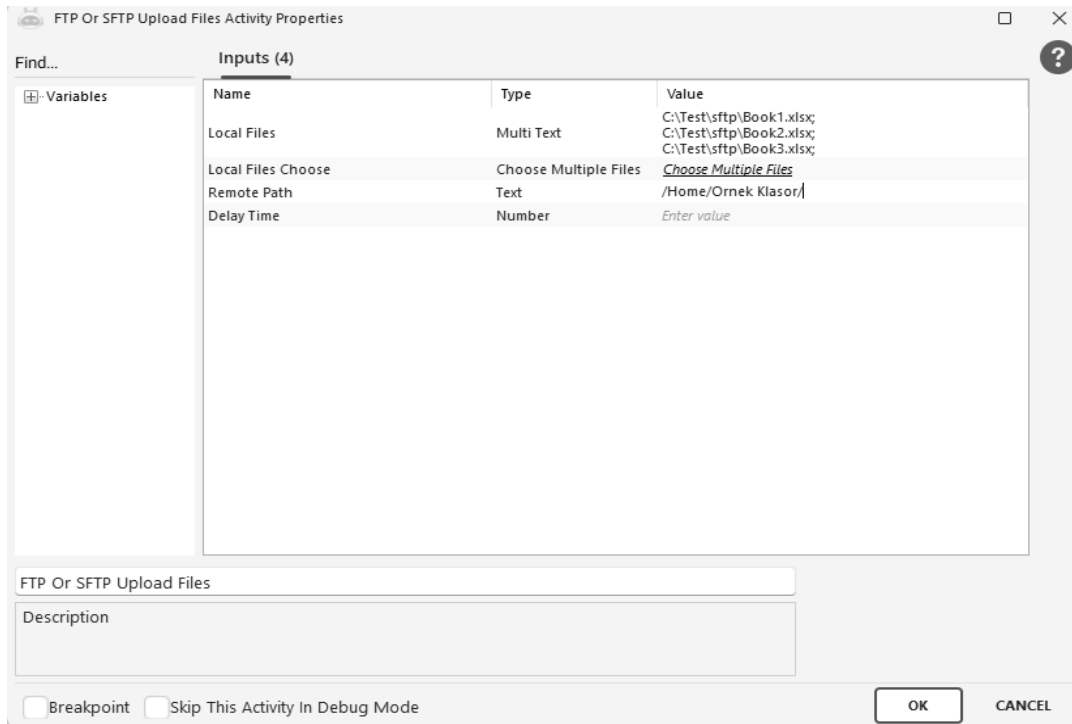 FTP Or SFTP Upload Files Activity Properties
Find...
Inputs (4)
?
Variables
Name Type Value
Local Files Multi Text C:\Test\sftp\Book1.xlsx;
C:\Test\sftp\Book2.xlsx;
C:\Test\sftp\Book3.xlsx;
Local Files Choose Choose Multiple Files Choose Multiple Files
Remote Path Text /Home/Ornek Klasor/
Delay Time Number Enter value
FTP Or SFTP Upload Files
Description
Breakpoint Skip This Activity In Debug Mode OK CANCEL